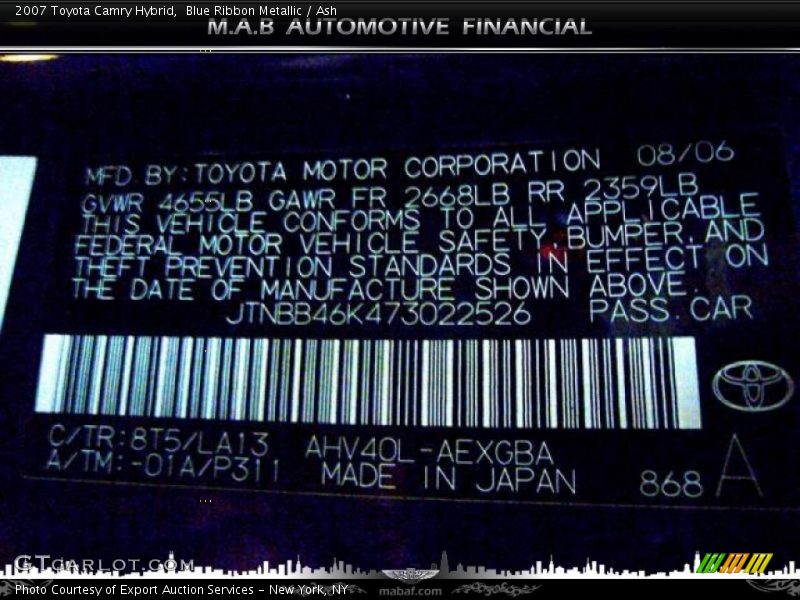 2007 Toyota Camry Hybrid,  Blue Ribbon Metallic / Ash
M.A.B AUTOMOTIVE FINANCIAL
MFD.BY:TOYOTA MOTOR CORPORATION 08/06
GVWR 4655LB GAWR FR 2668LB RR 2359LB
THIS VEHICLE CONFORMS TO ALL APPLICABLE
FEDERAL MOTOR VEHICLE SAFETY,BUMPER,AND
THEFT PREVENTION STANDARDS IN EFFECT ON
THE DATE OF MANUFACTURE SHOWN ABOVE.
JTNBB46K473022526 PASS.CAR
C/TR:8T5/LA13 AHV40L-AEXGBA
A/TM:-01A/P311 MADE IN JAPAN 868 A
GTcarlot.com
Photo Courtesy of Export Auction Services - New York, NY
mabaf.com